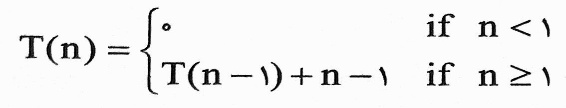 T(n) = { ۰ if n < ۱
T(n − ۱) + n − ۱ if n ≥ ۱